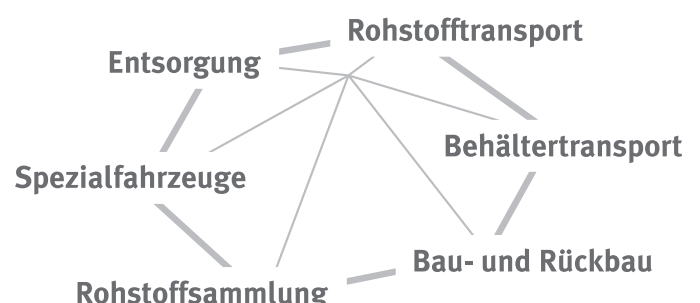 Rohstofftransport
Entsorgung
Behältertransport
Spezialfahrzeuge
Bau- und Rückbau
Rohstoffsammlung